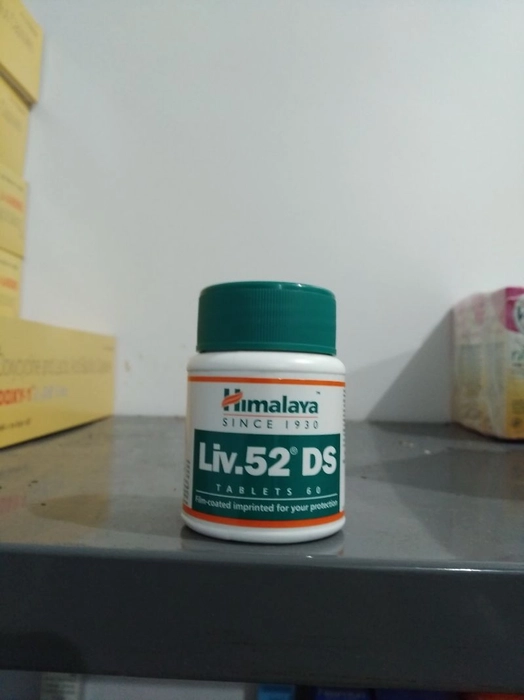 Himalaya
SINCE 1930
Liv.52® DS
TABLETS 60
Film-coated imprinted for your protection